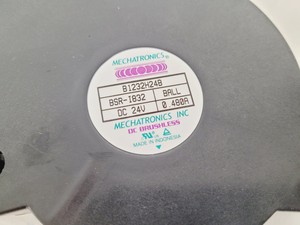 MECHATRONICS
B1232H24B
BSR-1832 BALL
DC 24V 0.480A
MECHATRONICS INC
DC BRUSHLESS
MADE IN INDONESIA